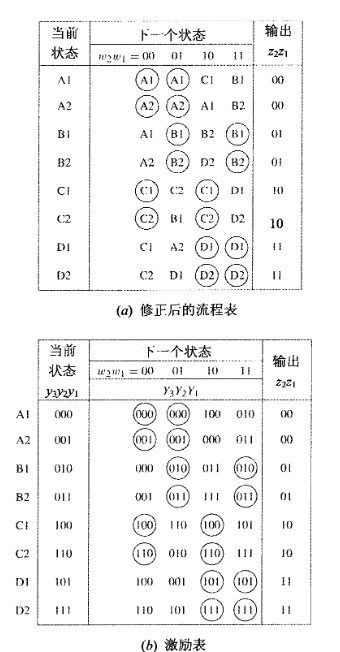 当前 下一个状态 输出
状态 w₂w₁ = 00 01 10 11 z₂z₁
A1 A1 A1 C1 B1 00
A2 A2 A2 A1 B2 00
B1 A1 B1 B2 B1 01
B2 A2 B2 D2 B2 01
C1 C1 C2 C1 D1 10
C2 C2 B1 C2 D2 10
D1 C1 A2 D1 D1 11
D2 C2 D1 D2 D2 11
(a) 修正后的流程表
当前 下一个状态 输出
状态 w₂w₁ = 00 01 10 11 z₂z₁
y₃y₂y₁ Y₃Y₂Y₁
A1 000 000 000 100 010 00
A2 001 001 001 000 011 00
B1 010 000 010 011 010 01
B2 011 001 011 111 011 01
C1 100 100 110 100 101 10
C2 110 110 010 110 111 10
D1 101 100 001 101 101 11
D2 111 110 101 111 111 11
(b) 激励表